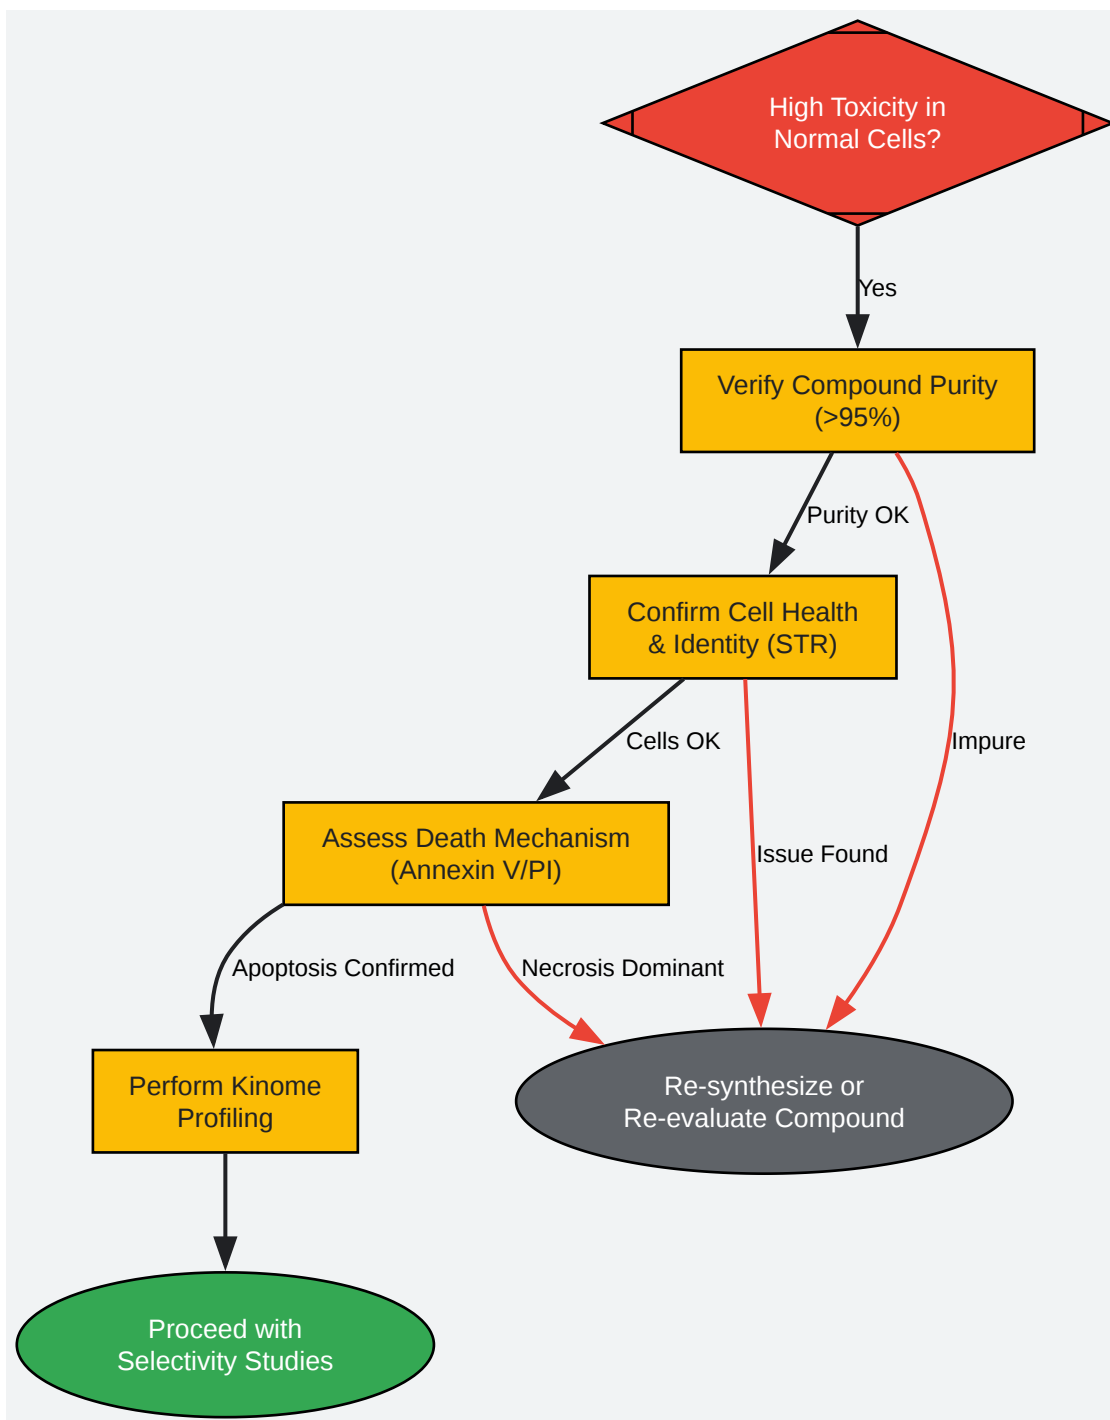 High Toxicity in
Normal Cells?
Yes
Verify Compound Purity
(>95%)
Purity OK
Confirm Cell Health
& Identity (STR)
Cells OK
Impure
Assess Death Mechanism
(Annexin V/PI)
Issue Found
Apoptosis Confirmed
Necrosis Dominant
Perform Kinome
Profiling
Re-synthesize or
Re-evaluate Compound
Proceed with
Selectivity Studies